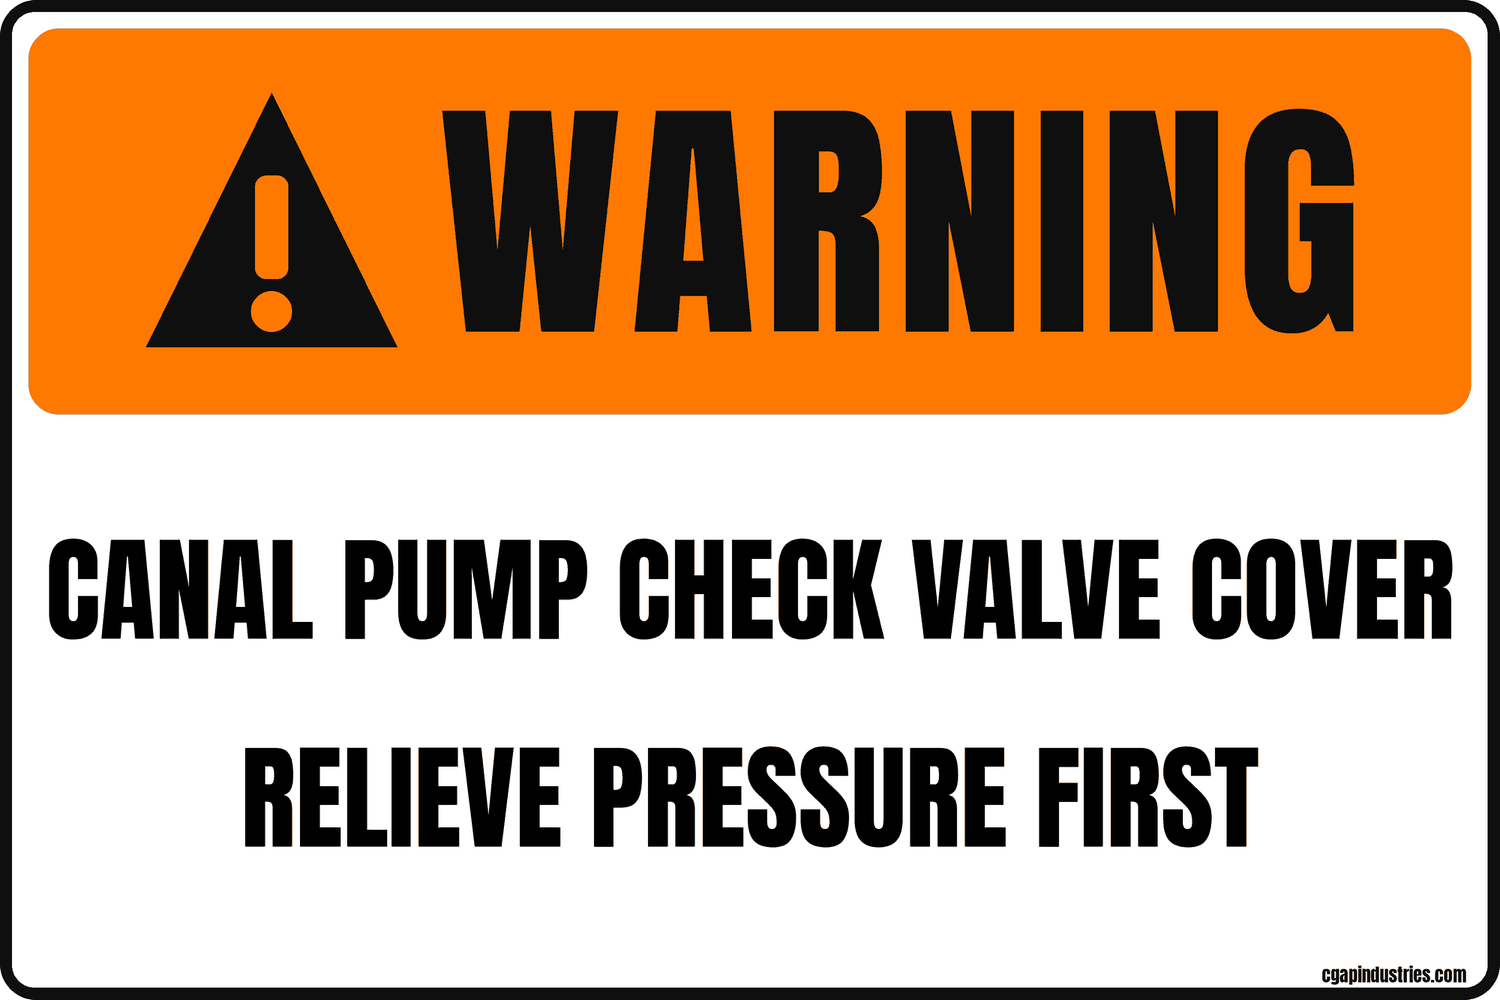 WARNING
CANAL PUMP CHECK VALVE COVER
RELIEVE PRESSURE FIRST
cgapindustries.com